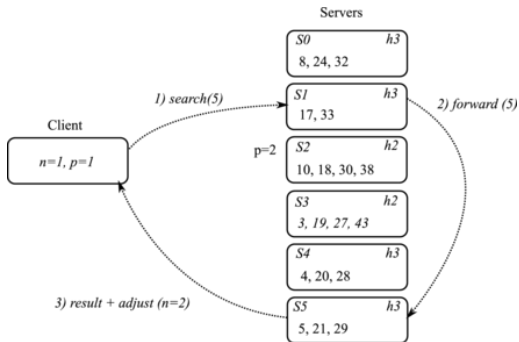 Servers
S0 h3
8, 24, 32
1) search(5)
S1 h3
17, 33
2) forward (5)
Client
n=1, p=1
p=2
S2 h2
10, 18, 30, 38
S3 h2
3, 19, 27, 43
S4 h3
4, 20, 28
3) result + adjust (n=2)
S5 h3
5, 21, 29